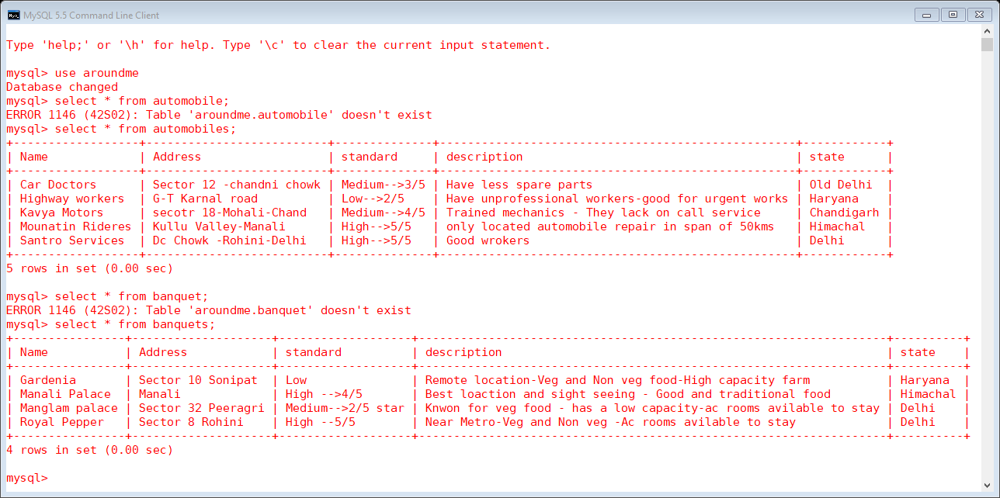 MySQL 5.5 Command Line Client
Type 'help;' or '\h' for help. Type '\c' to clear the current input statement.
mysql> use aroundme
Database changed
mysql> select * from automobile;
ERROR 1146 (42S02): Table 'aroundme.automobile' doesn't exist
mysql> select * from automobiles;
+------------------+--------------------------+--------------+---------------------------------------------------+------------+
| Name             | Address                  | standard     | description                                       | state      |
+------------------+--------------------------+--------------+---------------------------------------------------+------------+
| Car Doctors      | Sector 12 -chandni chowk | Medium-->3/5 | Have less spare parts                             | Old Delhi  |
| Highway workers  | G-T Karnal road          | Low-->2/5    | Have unprofessional workers-good for urgent works | Haryana    |
| Kavya Motors     | secotr 18-Mohali-Chand   | Medium-->4/5 | Trained mechanics - They lack on call service     | Chandigarh |
| Mounatin Rideres | Kullu Valley-Manali      | High-->5/5   | only located automobile repair in span of 50kms   | Himachal   |
| Santro Services  | Dc Chowk -Rohini-Delhi   | High-->5/5   | Good wrokers                                      | Delhi      |
+------------------+--------------------------+--------------+---------------------------------------------------+------------+
5 rows in set (0.00 sec)
mysql> select * from banquet;
ERROR 1146 (42S02): Table 'aroundme.banquet' doesn't exist
mysql> select * from banquets;
+----------------+--------------------+-------------------+-------------------------------------------------------------------+----------+
| Name           | Address            | standard          | description                                                       | state    |
+----------------+--------------------+-------------------+-------------------------------------------------------------------+----------+
| Gardenia       | Sector 10 Sonipat  | Low               | Remote location-Veg and Non veg food-High capacity farm           | Haryana  |
| Manali Palace  | Manali             | High -->4/5       | Best loaction and sight seeing - Good and traditional food        | Himachal |
| Manglam palace | Sector 32 Peeragri | Medium-->2/5 star | Knwon for veg food - has a low capacity-ac rooms avilable to stay | Delhi    |
| Royal Pepper   | Sector 8 Rohini    | High --5/5        | Near Metro-Veg and Non veg -Ac rooms avilable to stay             | Delhi    |
+----------------+--------------------+-------------------+-------------------------------------------------------------------+----------+
4 rows in set (0.00 sec)
mysql>